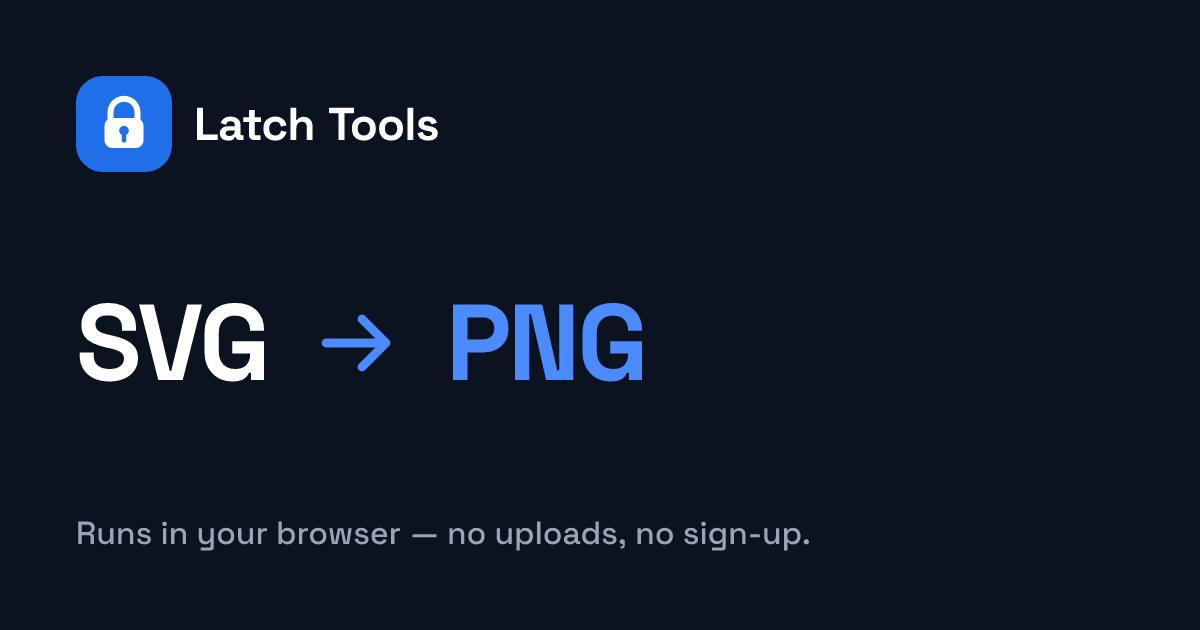 Latch Tools
SVG → PNG
Runs in your browser — no uploads, no sign-up.